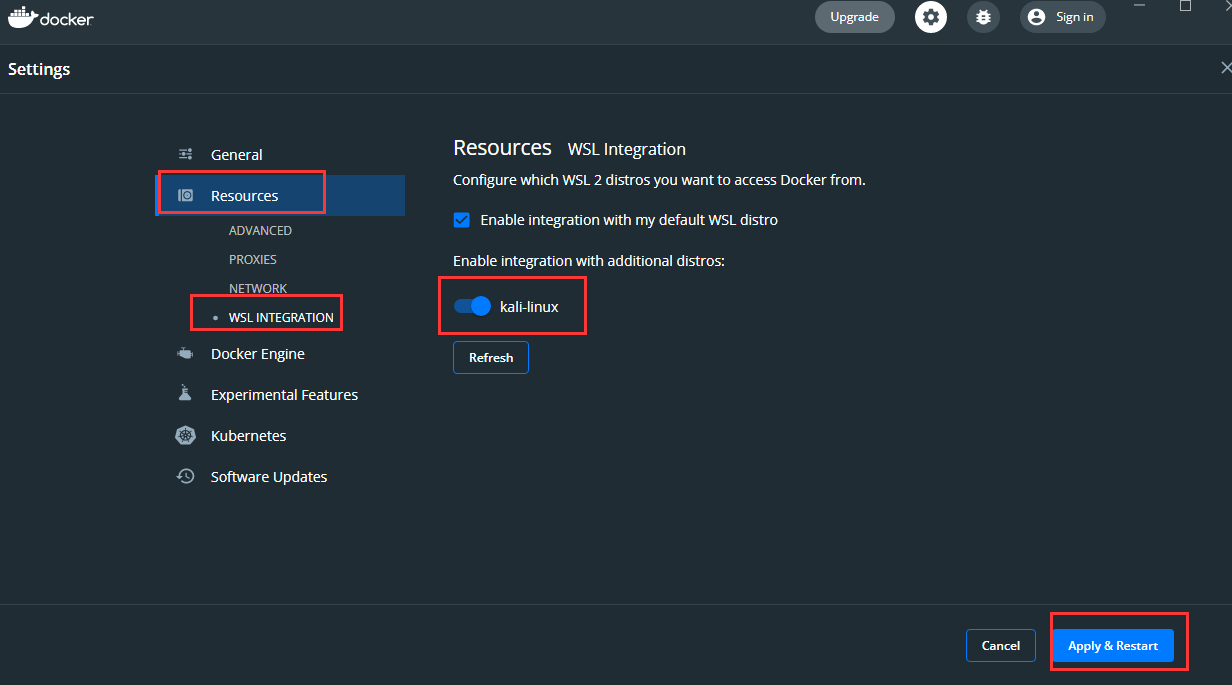 docker
Upgrade
Sign in
Settings
General
Resources
ADVANCED
PROXIES
NETWORK
WSL INTEGRATION
Docker Engine
Experimental Features
Kubernetes
Software Updates
Resources WSL Integration
Configure which WSL 2 distros you want to access Docker from.
Enable integration with my default WSL distro
Enable integration with additional distros:
kali-linux
Refresh
Cancel
Apply & Restart